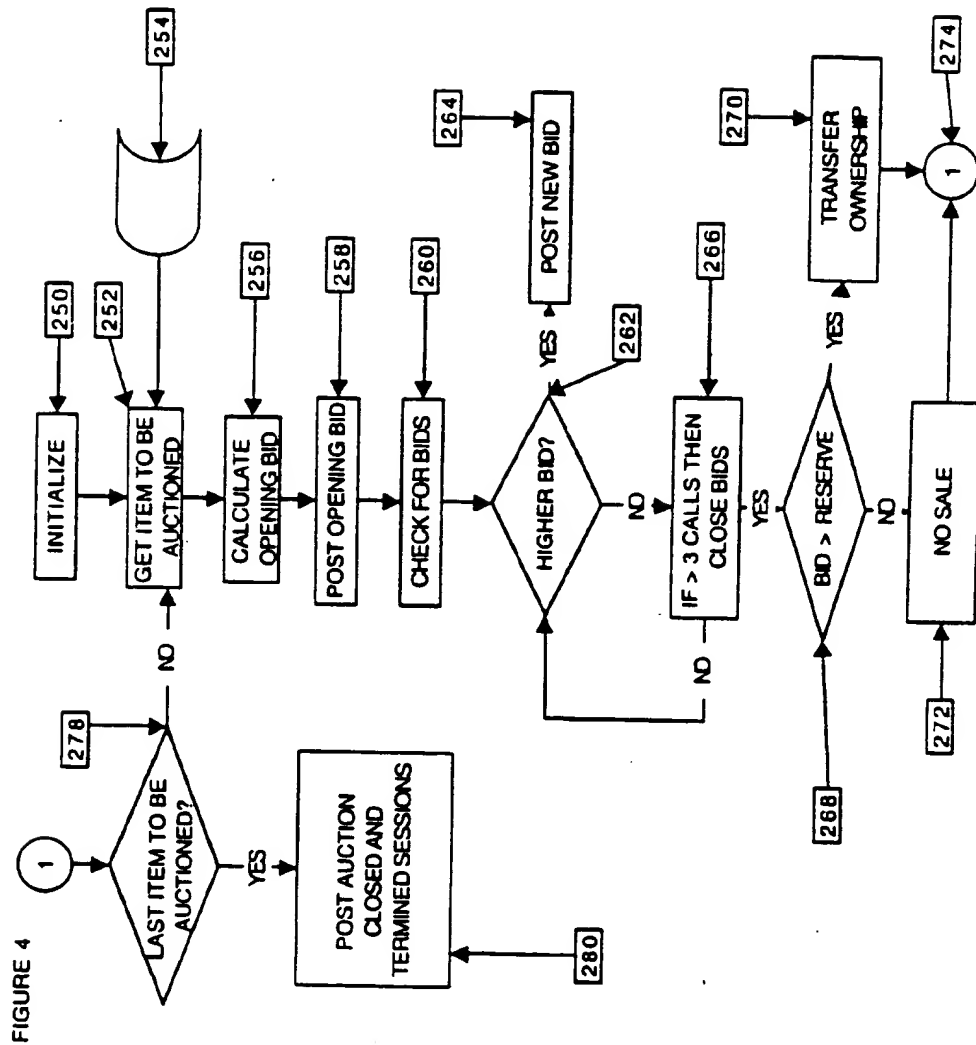 FIGURE 4
1
LAST ITEM TO BE
AUCTIONED?
278
NO
YES
POST AUCTION
CLOSED AND
TERMINED SESSIONS
280
INITIALIZE
250
252
GET ITEM TO BE
AUCTIONED
254
CALCULATE
OPENING BID
256
POST OPENING BID
258
CHECK FOR BIDS
260
HIGHER BID?
262
YES
POST NEW BID
264
NO
IF > 3 CALLS THEN
CLOSE BIDS
266
NO
YES
BID > RESERVE
268
YES
TRANSFER
OWNERSHIP
270
NO
NO SALE
272
1
274